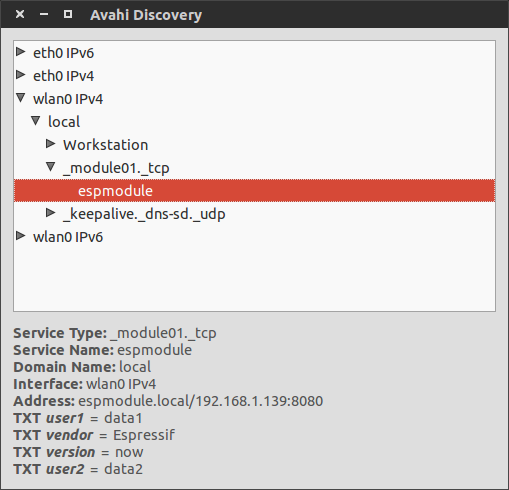 Avahi Discovery
eth0 IPv6
eth0 IPv4
wlan0 IPv4
local
Workstation
_module01._tcp
espmodule
_keepalive._dns-sd._udp
wlan0 IPv6
Service Type: _module01._tcp
Service Name: espmodule
Domain Name: local
Interface: wlan0 IPv4
Address: espmodule.local/192.168.1.139:8080
TXT user1 = data1
TXT vendor = Espressif
TXT version = now
TXT user2 = data2